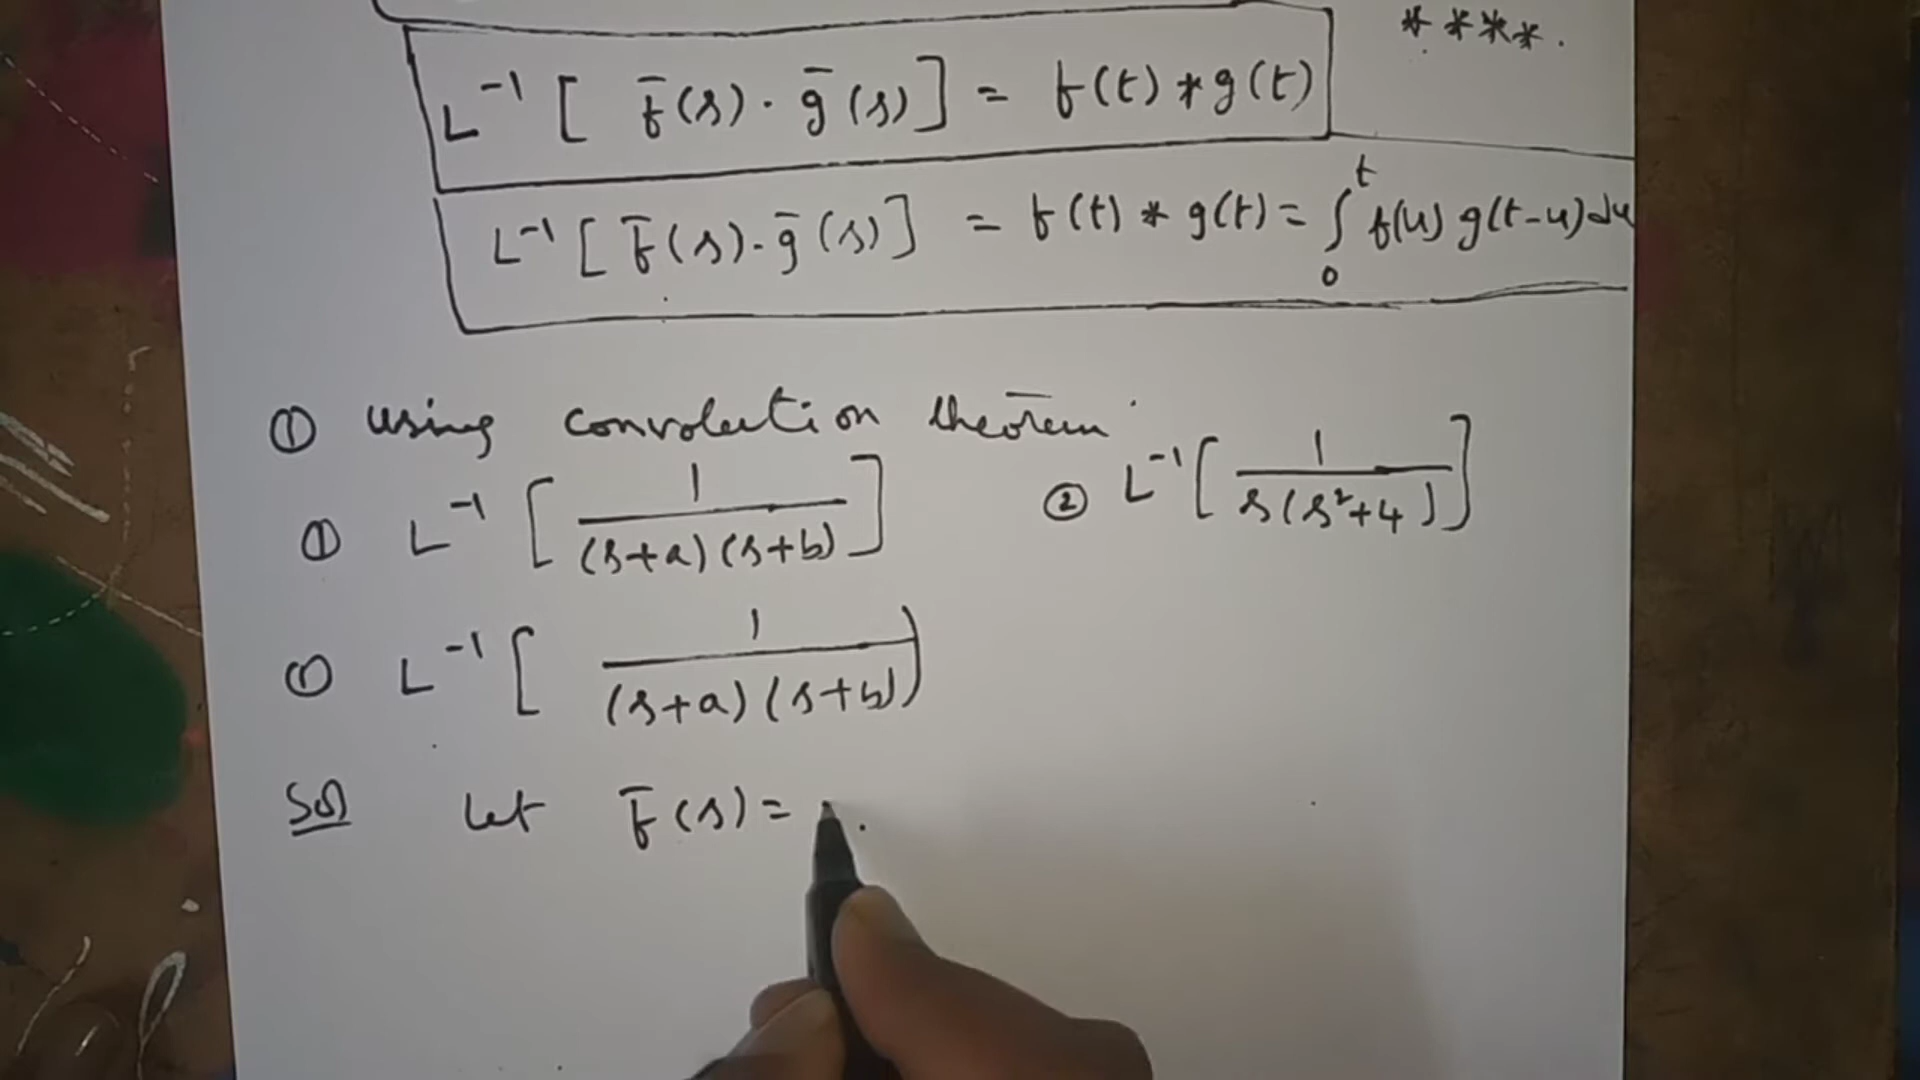 * * * * .
L⁻¹ [ f̄(s) · ḡ(s) ] = f(t) * g(t)
L⁻¹ [ f̄(s) · ḡ(s) ] = f(t) * g(t) = ∫₀ᵗ f(u) g(t-u) du
① using convolution theorem
① L⁻¹ [ 1 / (s+a)(s+b) ] ② L⁻¹ [ 1 / s(s²+4) ]
① L⁻¹ [ 1 / (s+a)(s+b) )
Sol let f̄(s) =